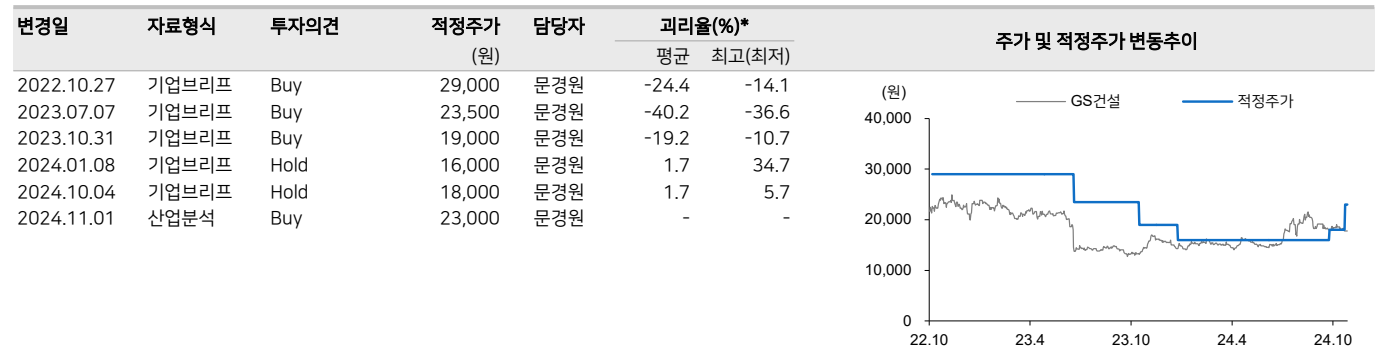 변경일 자료형식 투자의견 적정주가 담당자 괴리율(%)* 주가 및 적정주가 변동추이
(원) 평균 최고(최저)
2022.10.27 기업브리프 Buy 29,000 문경원 -24.4 -14.1
2023.07.07 기업브리프 Buy 23,500 문경원 -40.2 -36.6
2023.10.31 기업브리프 Buy 19,000 문경원 -19.2 -10.7
2024.01.08 기업브리프 Hold 16,000 문경원 1.7 34.7
2024.10.04 기업브리프 Hold 18,000 문경원 1.7 5.7
2024.11.01 산업분석 Buy 23,000 문경원 - -
(원) GS건설 적정주가
40,000
30,000
20,000
10,000
0
22.10 23.4 23.10 24.4 24.10